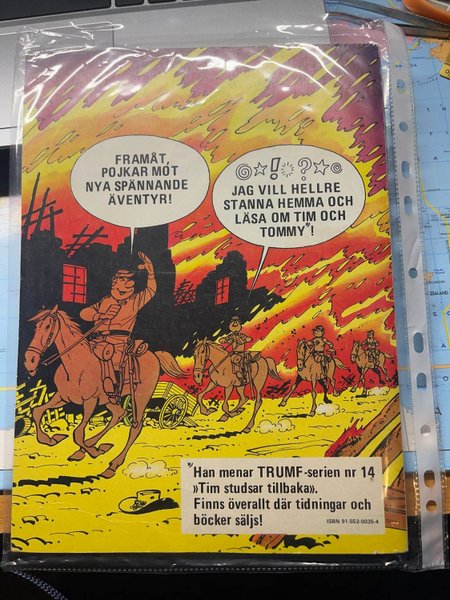 FRAMÅT,
POJKAR MOT
NYA SPÄNNANDE
ÄVENTYR!
JAG VILL HELLRE
STANNA HEMMA OCH
LÄSA OM TIM OCH
TOMMY*!
*Han menar TRUMF-serien nr 14
»Tim studsar tillbaka».
Finns överallt där tidningar och
böcker säljs!
ISBN 91-552-0035-4